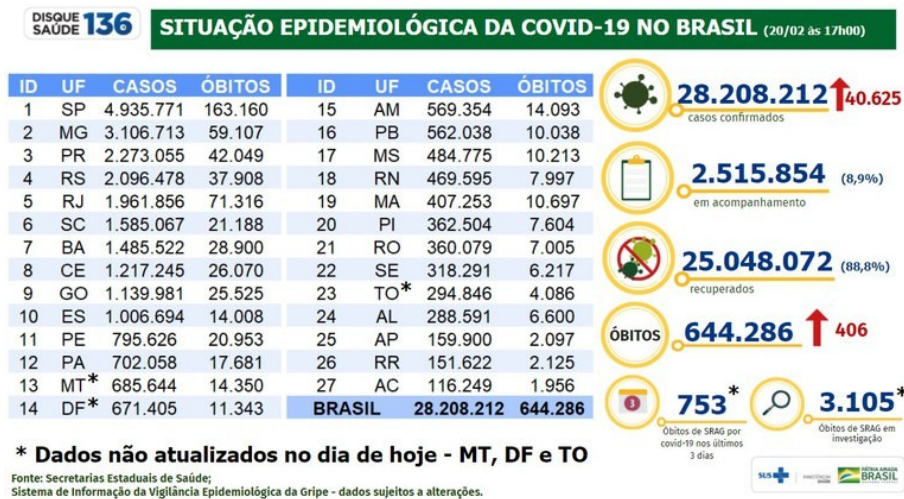 DISQUE
SAÚDE 136
SITUAÇÃO EPIDEMIOLÓGICA DA COVID-19 NO BRASIL (20/02 às 17h00)
ID UF CASOS ÓBITOS
1 SP 4.935.771 163.160
2 MG 3.106.713 59.107
3 PR 2.273.055 42.049
4 RS 2.096.478 37.908
5 RJ 1.961.856 71.316
6 SC 1.585.067 21.188
7 BA 1.485.522 28.900
8 CE 1.217.245 26.070
9 GO 1.139.981 25.525
10 ES 1.006.694 14.008
11 PE 795.626 20.953
12 PA 702.058 17.681
13 MT* 685.644 14.350
14 DF* 671.405 11.343
ID UF CASOS ÓBITOS
15 AM 569.354 14.093
16 PB 562.038 10.038
17 MS 484.775 10.213
18 RN 469.595 7.997
19 MA 407.253 10.697
20 PI 362.504 7.604
21 RO 360.079 7.005
22 SE 318.291 6.217
23 TO* 294.846 4.086
24 AL 288.591 6.600
25 AP 159.900 2.097
26 RR 151.622 2.125
27 AC 116.249 1.956
BRASIL 28.208.212 644.286
28.208.212 40.625
casos confirmados
2.515.854 (8,9%)
em acompanhamento
25.048.072 (88,8%)
recuperados
ÓBITOS 644.286 406
3 753*
Óbitos de SRAG por
covid-19 nos últimos
3 dias
3.105*
Óbitos de SRAG em
investigação
* Dados não atualizados no dia de hoje - MT, DF e TO
Fonte: Secretarias Estaduais de Saúde;
Sistema de Informação da Vigilância Epidemiológica da Gripe - dados sujeitos a alterações.
SUS
MINISTÉRIO DA
SAÚDE
PÁTRIA AMADA
BRASIL